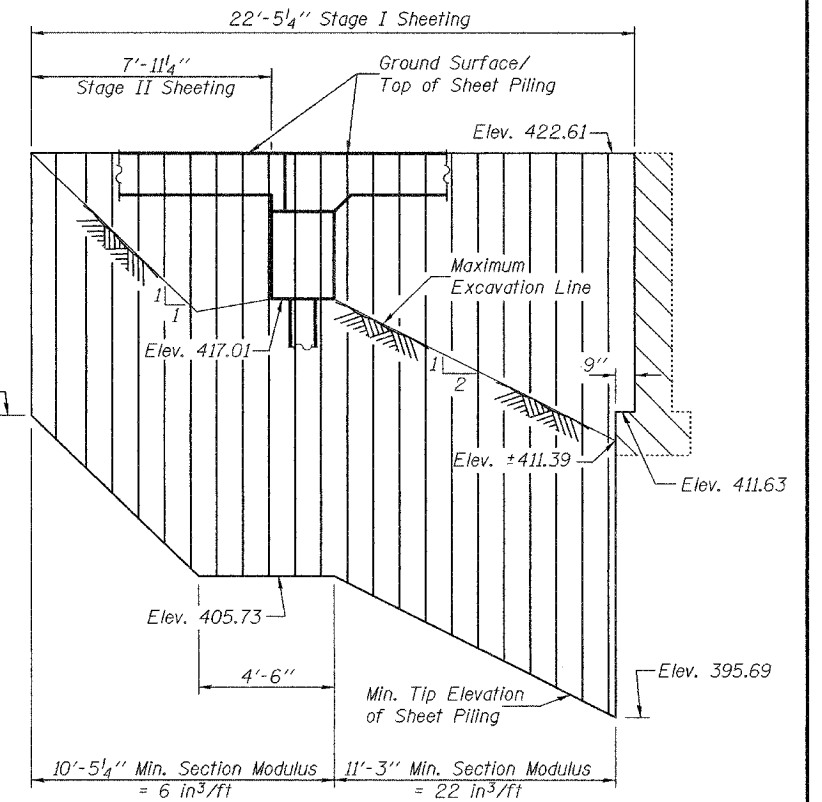 22'-5¼" Stage I Sheeting
7'-11¼"
Stage II Sheeting
Ground Surface/
Top of Sheet Piling
Elev. 422.61
Maximum
Excavation Line
1
1
Elev. 417.01
1
2
9"
Elev. ±411.39
Elev. 411.63
Elev. 405.73
4'-6"
Min. Tip Elevation
of Sheet Piling
Elev. 395.69
10'-5¼" Min. Section Modulus
= 6 in³/ft
11'-3" Min. Section Modulus
= 22 in³/ft